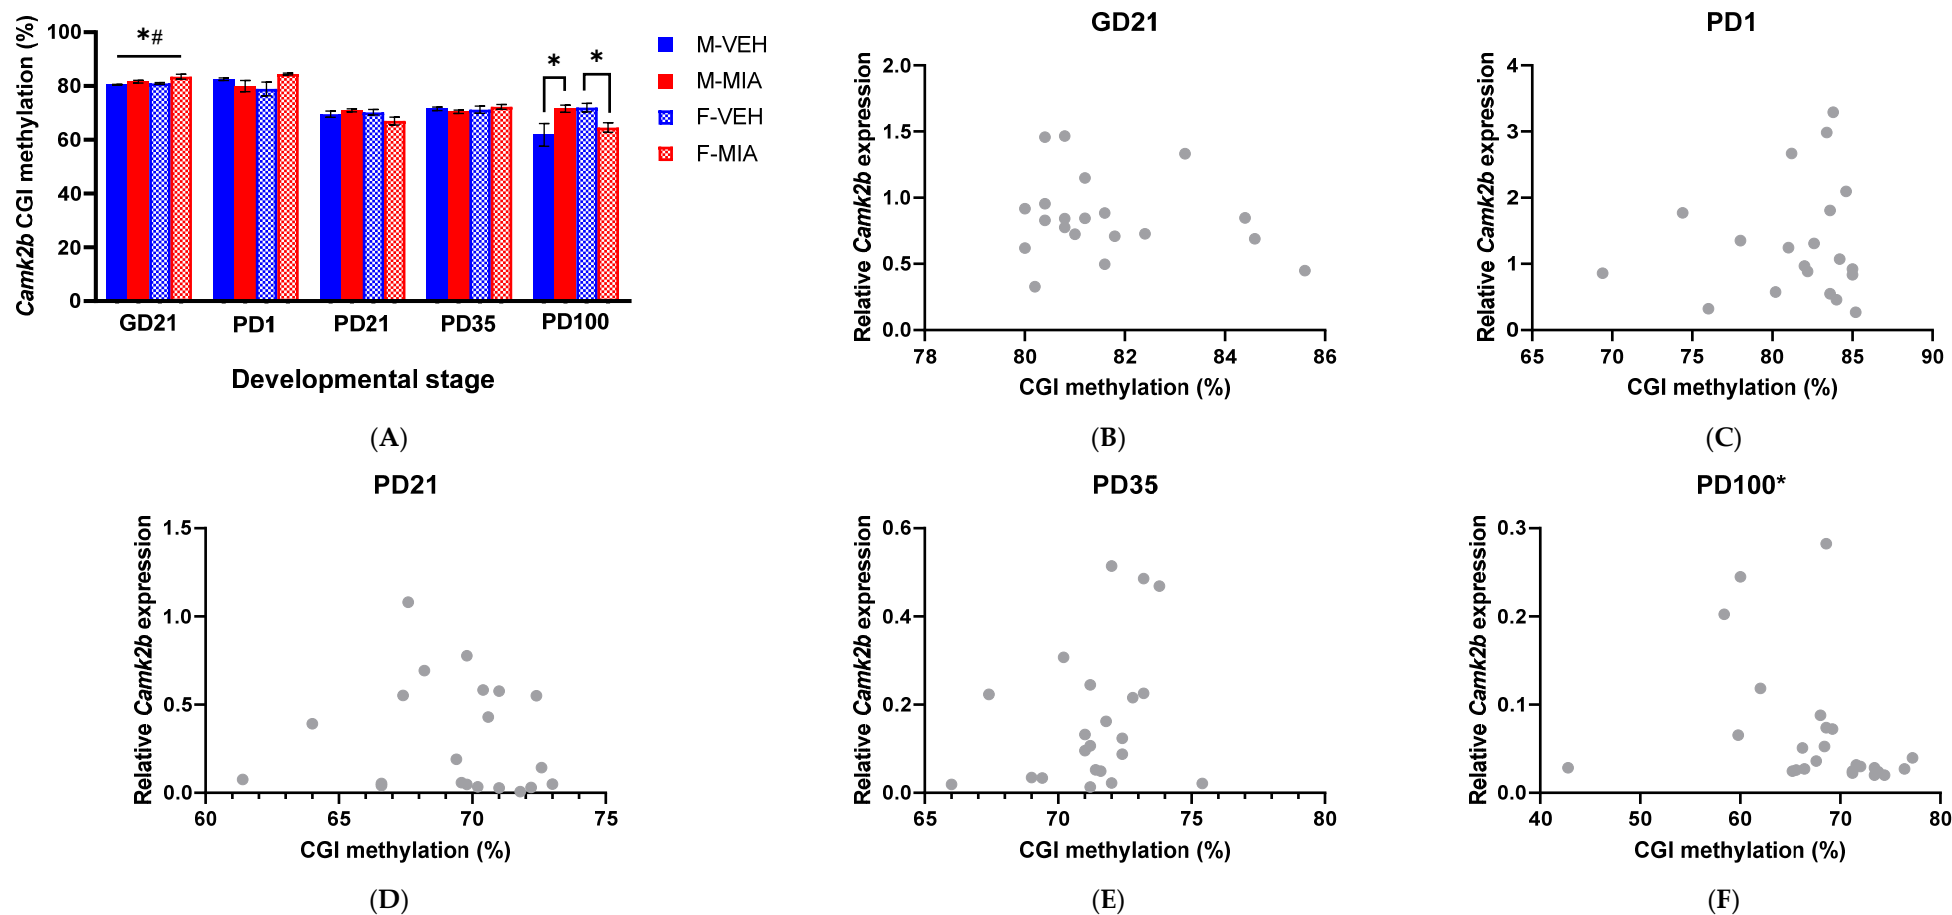 Camk2b CGI methylation (%)
100
80
60
40
20
0
*#
*
*
GD21 PD1 PD21 PD35 PD100
Developmental stage
M-VEH
M-MIA
F-VEH
F-MIA
(A)
GD21
Relative Camk2b expression
2.0
1.5
1.0
0.5
0.0
78 80 82 84 86
CGI methylation (%)
(B)
PD1
Relative Camk2b expression
4
3
2
1
0
65 70 75 80 85 90
CGI methylation (%)
(C)
PD21
Relative Camk2b expression
1.5
1.0
0.5
0.0
60 65 70 75
CGI methylation (%)
(D)
PD35
Relative Camk2b expression
0.6
0.4
0.2
0.0
65 70 75 80
CGI methylation (%)
(E)
PD100*
Relative Camk2b expression
0.3
0.2
0.1
0.0
40 50 60 70 80
CGI methylation (%)
(F)